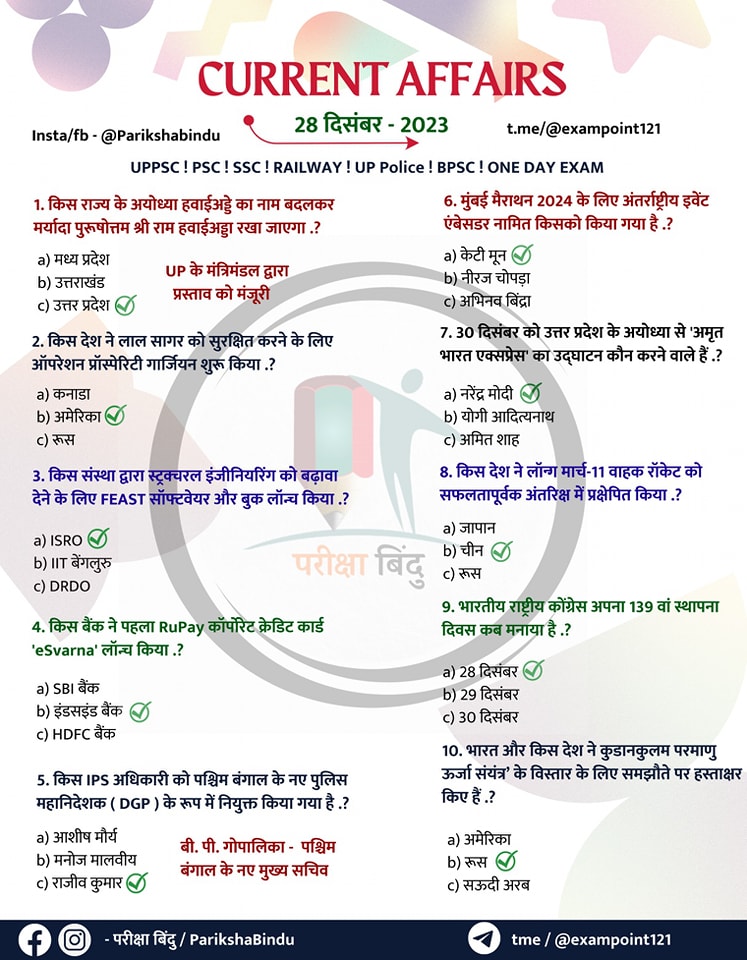 CURRENT AFFAIRS
28 दिसंबर - 2023
Insta/fb - @Parikshabindu
t.me/@exampoint121
UPPSC ! PSC ! SSC ! RAILWAY ! UP Police ! BPSC ! ONE DAY EXAM
1. किस राज्य के अयोध्या हवाईअड्डे का नाम बदलकर
मर्यादा पुरूषोत्तम श्री राम हवाईअड्डा रखा जाएगा .?
a) मध्य प्रदेश
b) उत्तराखंड
c) उत्तर प्रदेश
UP के मंत्रिमंडल द्वारा
प्रस्ताव को मंजूरी
2. किस देश ने लाल सागर को सुरक्षित करने के लिए
ऑपरेशन प्रॉस्पेरिटी गार्जियन शुरू किया .?
a) कनाडा
b) अमेरिका
c) रूस
3. किस संस्था द्वारा स्ट्रक्चरल इंजीनियरिंग को बढ़ावा
देने के लिए FEAST सॉफ्टवेयर और बुक लॉन्च किया .?
a) ISRO
b) IIT बेंगलुरु
c) DRDO
4. किस बैंक ने पहला RuPay कॉर्पोरेट क्रेडिट कार्ड
'eSvarna' लॉन्च किया .?
a) SBI बैंक
b) इंडसइंड बैंक
c) HDFC बैंक
5. किस IPS अधिकारी को पश्चिम बंगाल के नए पुलिस
महानिदेशक ( DGP ) के रूप में नियुक्त किया गया है .?
a) आशीष मौर्य
b) मनोज मालवीय
c) राजीव कुमार
बी. पी. गोपालिका - पश्चिम
बंगाल के नए मुख्य सचिव
6. मुंबई मैराथन 2024 के लिए अंतर्राष्ट्रीय इवेंट
एंबेसडर नामित किसको किया गया है .?
a) केटी मून
b) नीरज चोपड़ा
c) अभिनव बिंद्रा
7. 30 दिसंबर को उत्तर प्रदेश के अयोध्या से 'अमृत
भारत एक्सप्रेस' का उद्घाटन कौन करने वाले हैं .?
a) नरेंद्र मोदी
b) योगी आदित्यनाथ
c) अमित शाह
8. किस देश ने लॉन्ग मार्च-11 वाहक रॉकेट को
सफलतापूर्वक अंतरिक्ष में प्रक्षेपित किया .?
a) जापान
b) चीन
c) रूस
9. भारतीय राष्ट्रीय कोंग्रेस अपना 139 वां स्थापना
दिवस कब मनाया है .?
a) 28 दिसंबर
b) 29 दिसंबर
c) 30 दिसंबर
10. भारत और किस देश ने कुडानकुलम परमाणु
ऊर्जा संयंत्र' के विस्तार के लिए समझौते पर हस्ताक्षर
किए हैं .?
a) अमेरिका
b) रूस
c) सऊदी अरब
परीक्षा बिंदु
- परीक्षा बिंदु / ParikshaBindu
tme / @exampoint121